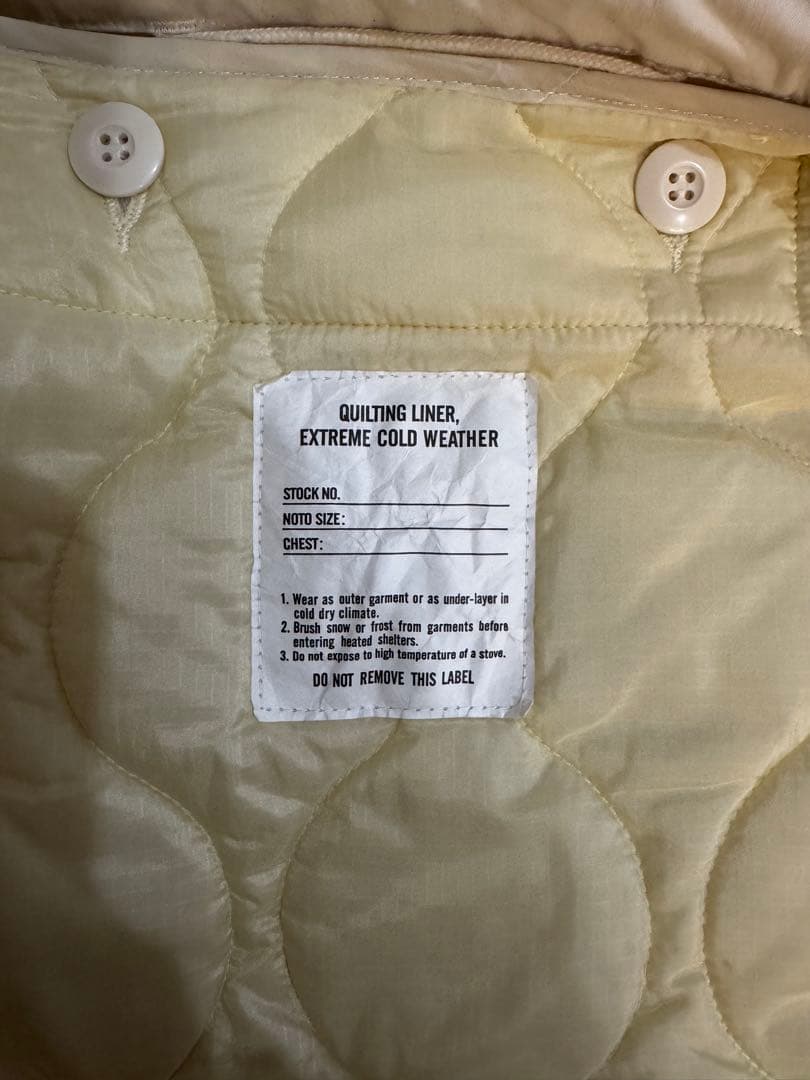 QUILTING LINER,
EXTREME COLD WEATHER
STOCK NO.
NOTO SIZE:
CHEST:
1. Wear as outer garment or as under-layer in
cold dry climate.
2. Brush snow or frost from garments before
entering heated shelters.
3. Do not expose to high temperature of a stove.
DO NOT REMOVE THIS LABEL